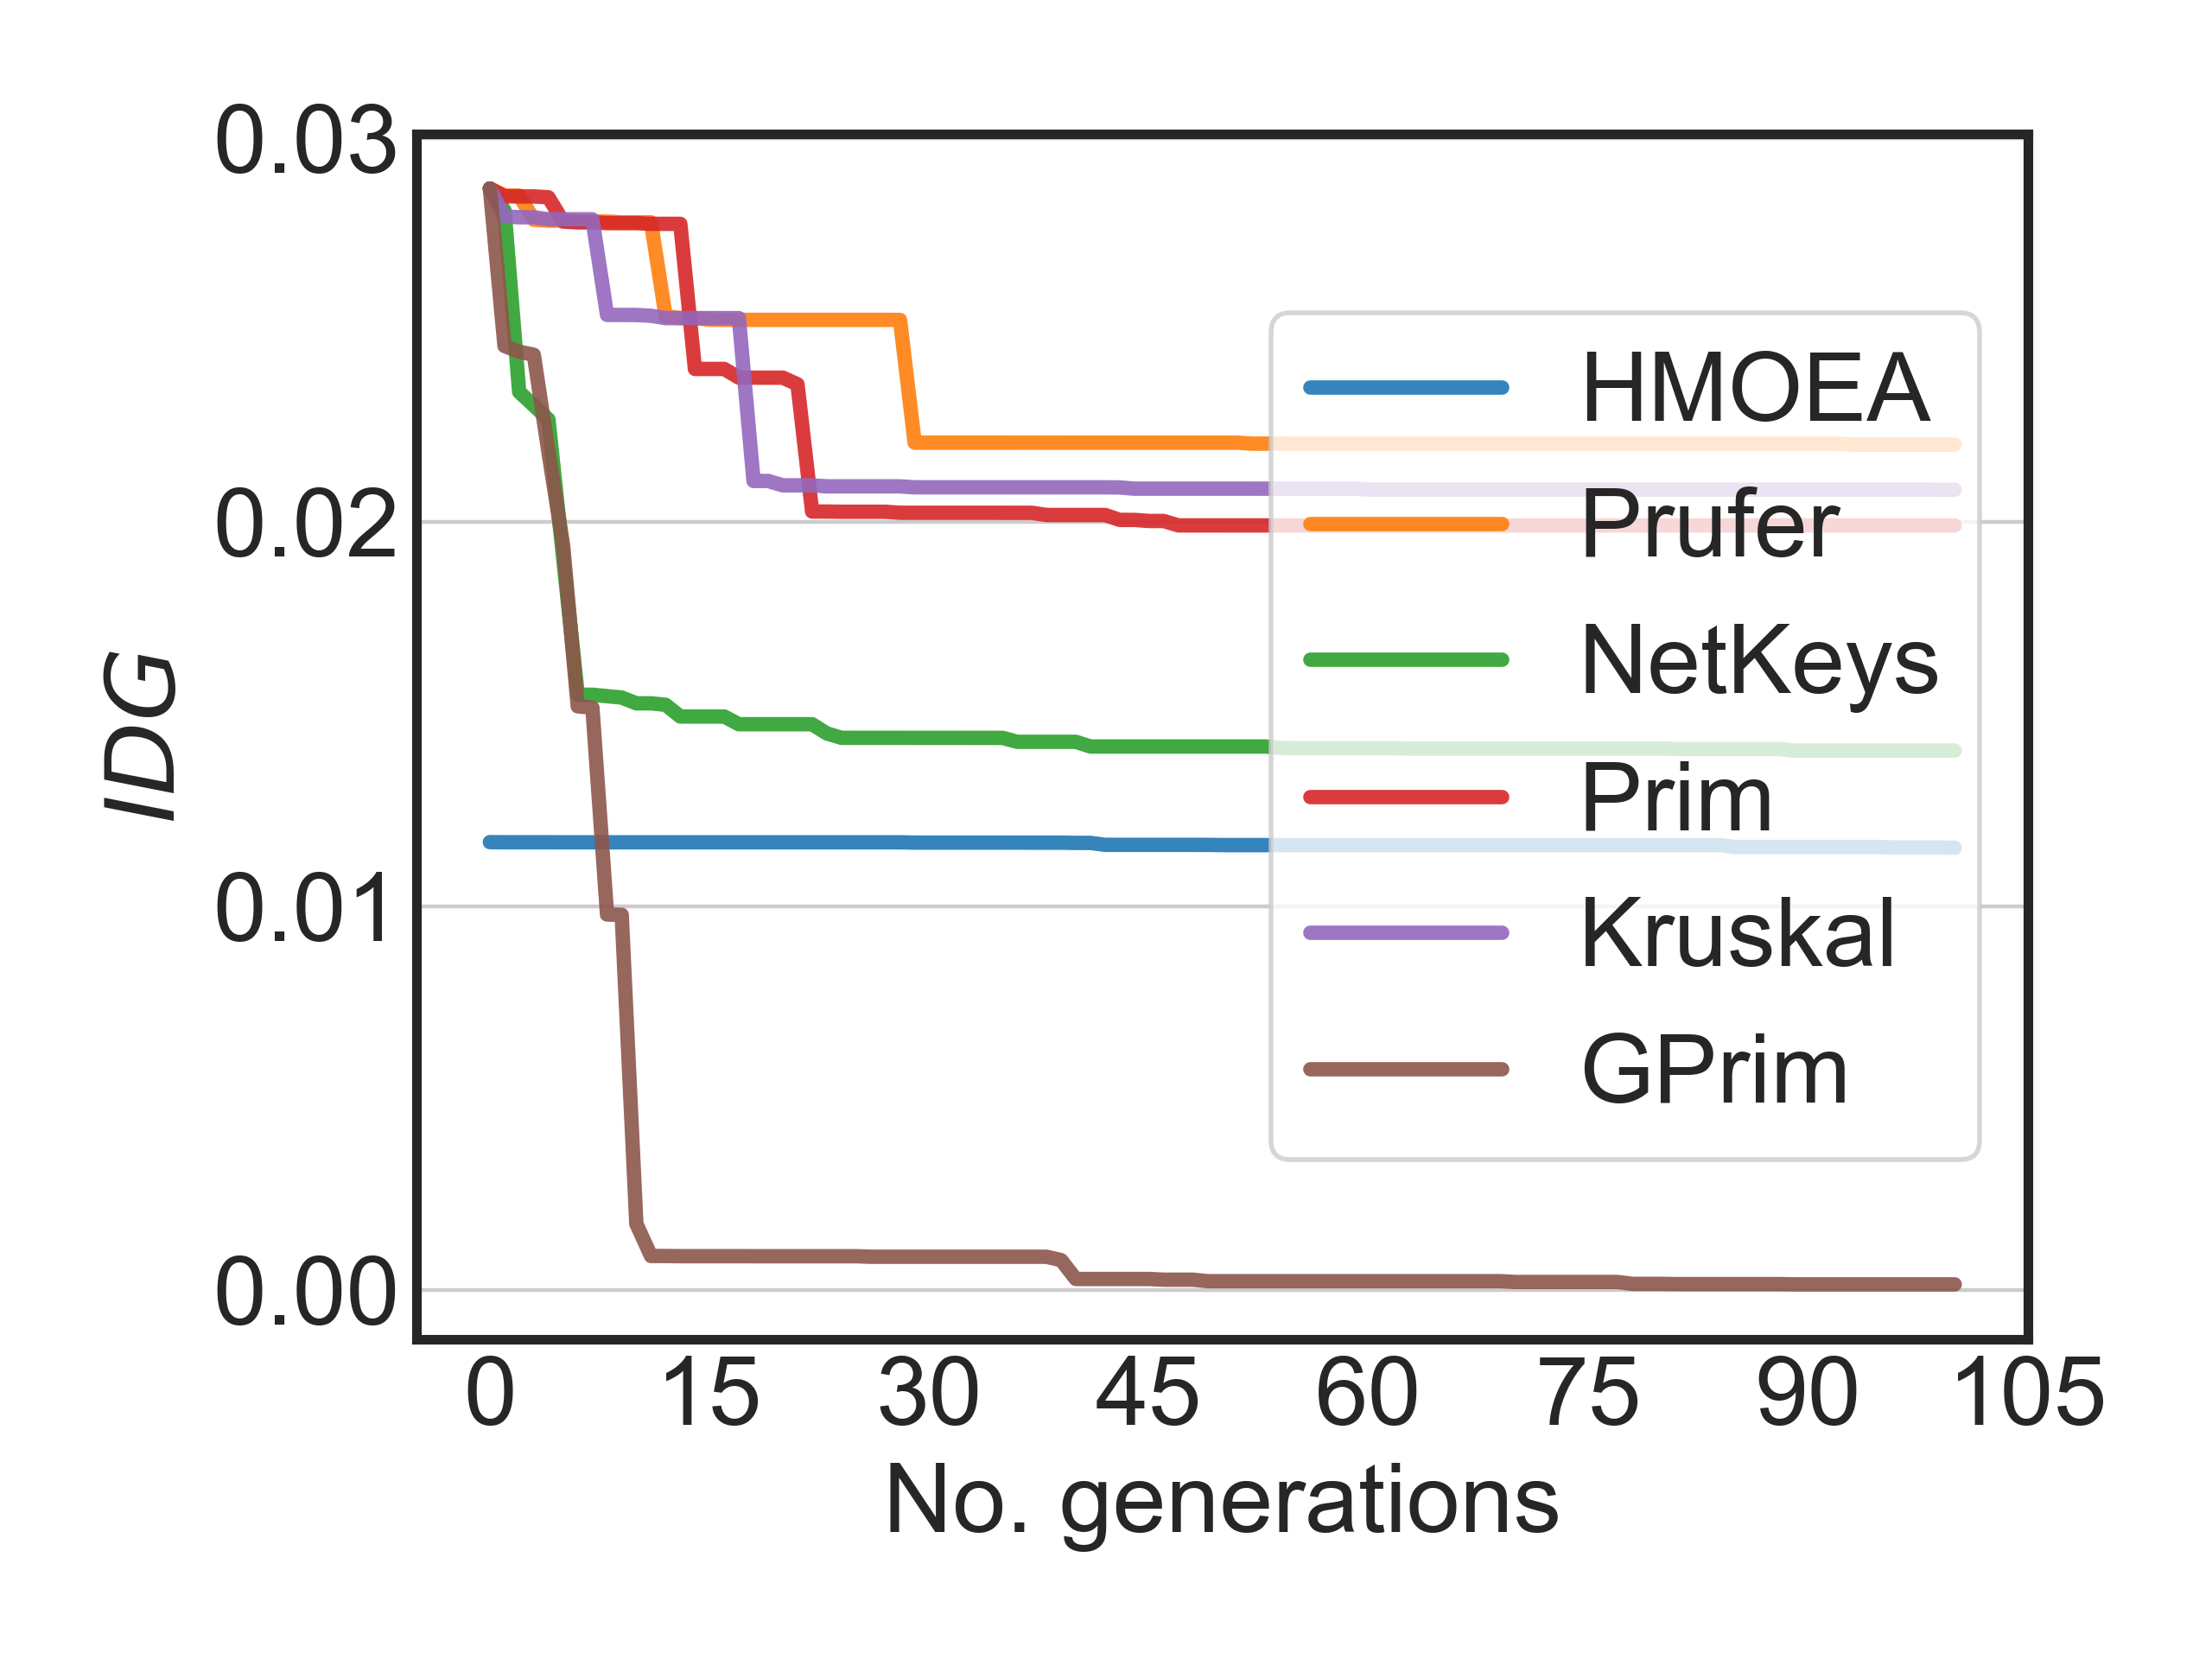 0.03
0.02
0.01
0.00
IDG
0
15
30
45
60
75
90
105
No. generations
HMOEA
Prufer
NetKeys
Prim
Kruskal
GPrim